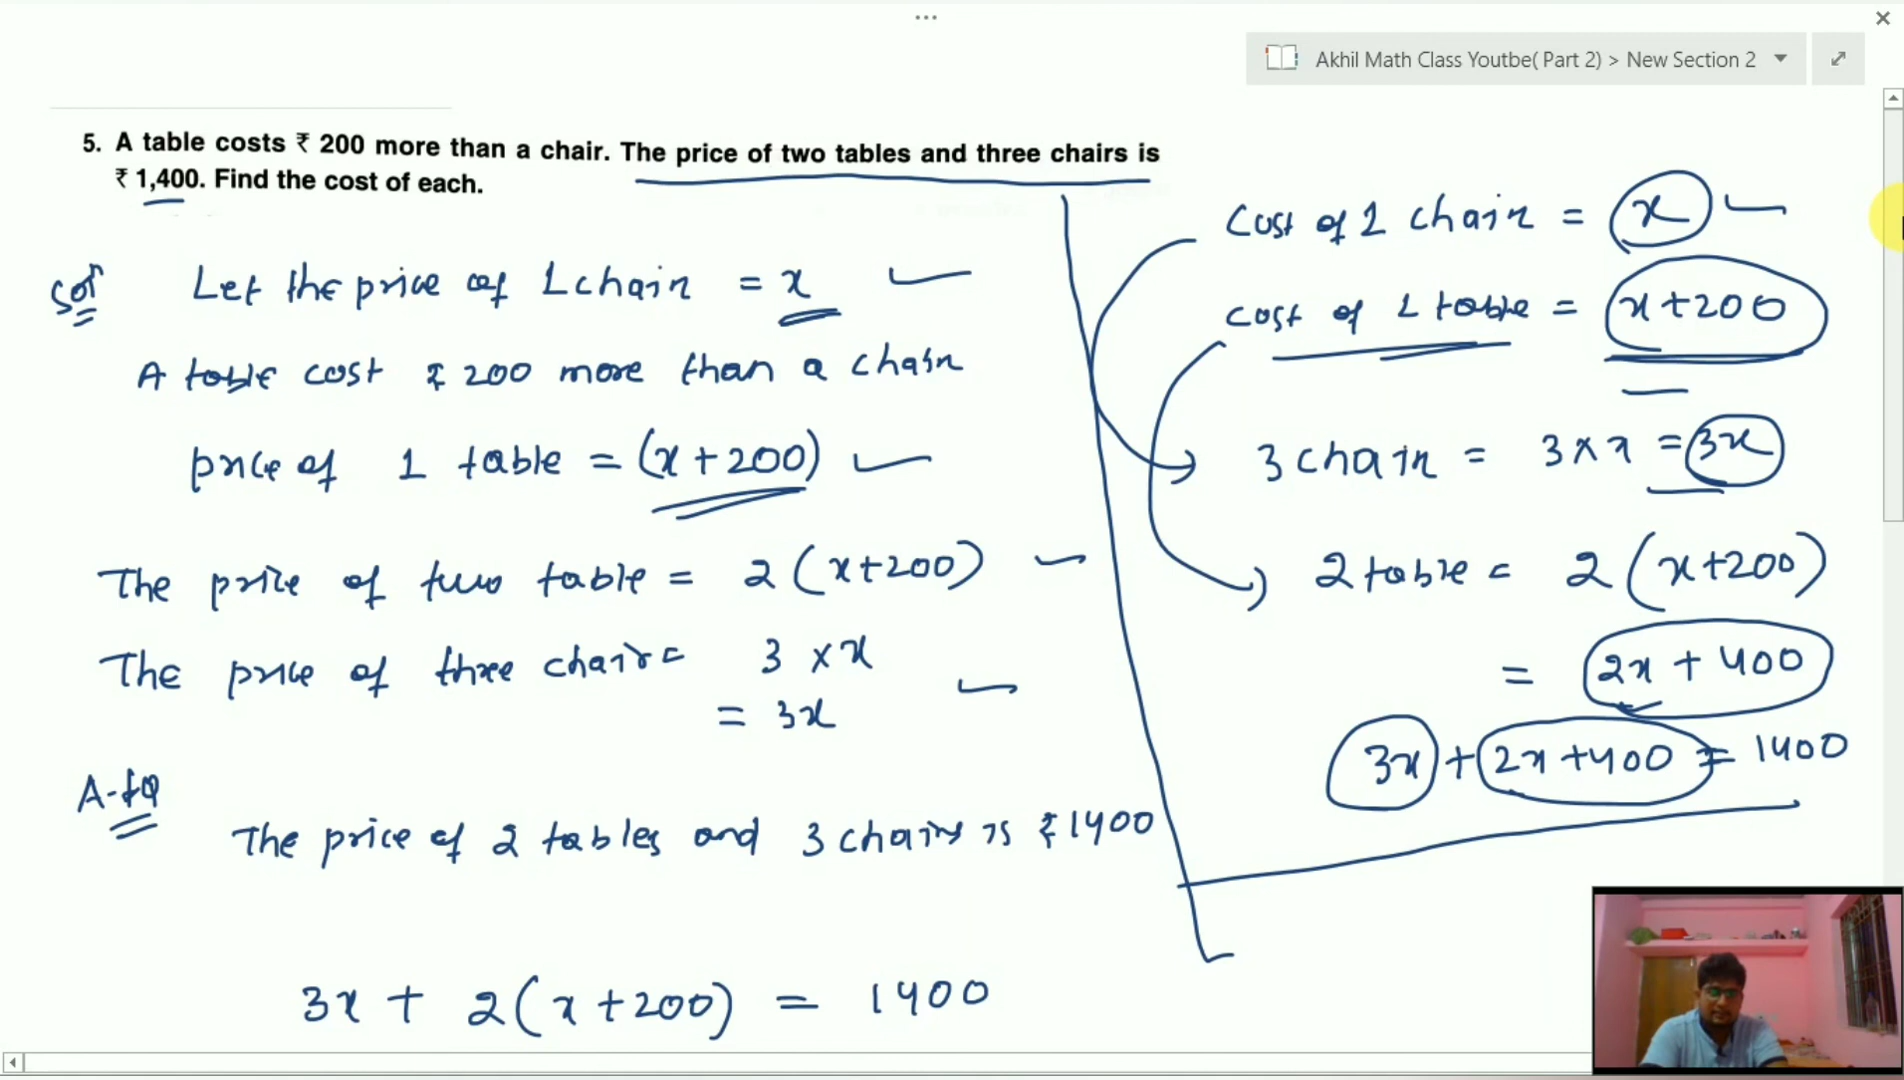 Akhil Math Class Youtbe( Part 2) > New Section 2
5. A table costs ₹ 200 more than a chair. The price of two tables and three chairs is
₹ 1,400. Find the cost of each.
Solⁿ Let the price of 1 chair = x
A table cost ₹ 200 more than a chair
price of 1 table = (x+200)
The price of two table = 2(x+200)
The price of three chair = 3 × x
= 3x
A-tQ
The price of 2 tables and 3 chairs is ₹1400
3x + 2(x+200) = 1400
Cost of 1 chair = x
cost of 1 table = x+200
3 chair = 3×x = 3x
2 table = 2(x+200)
= 2x + 400
3x + 2x + 400 = 1400